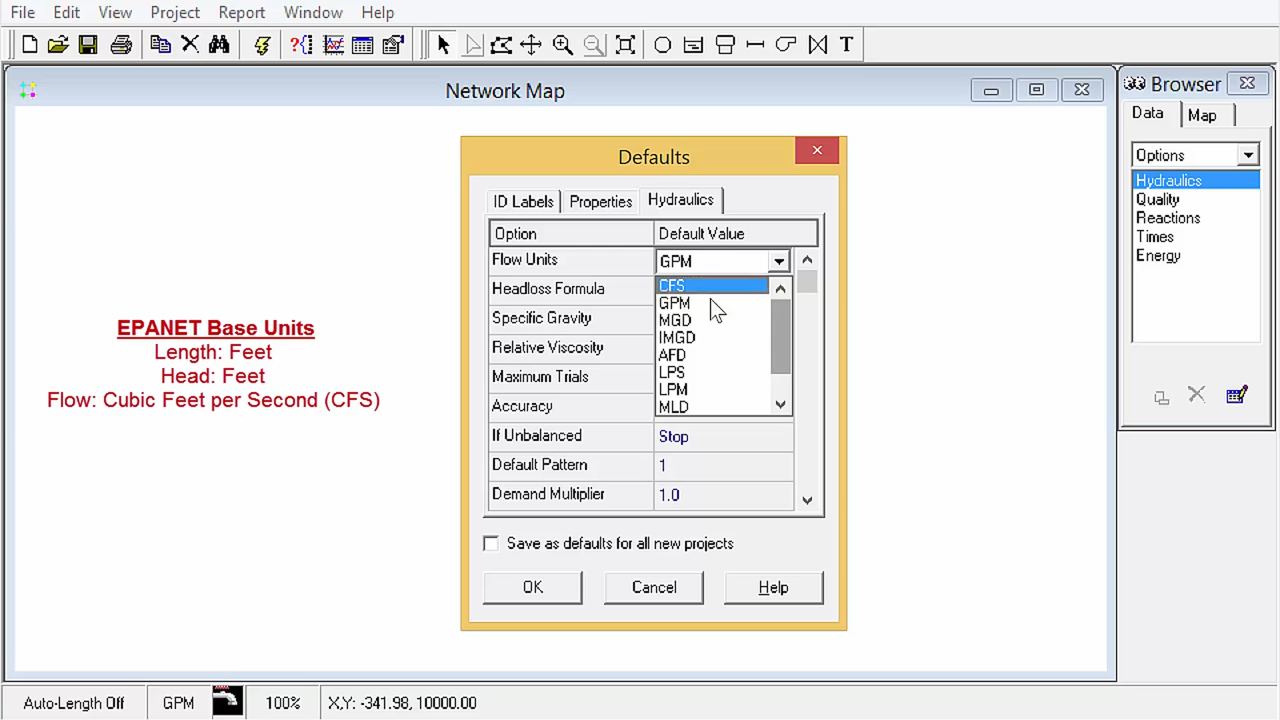 File Edit View Project Report Window Help
Network Map
Browser
Data Map
Options
Hydraulics
Quality
Reactions
Times
Energy
EPANET Base Units
Length: Feet
Head: Feet
Flow: Cubic Feet per Second (CFS)
Defaults
ID Labels Properties Hydraulics
Option Default Value
Flow Units GPM
Headloss Formula
Specific Gravity
Relative Viscosity
Maximum Trials
Accuracy
CFS
GPM
MGD
IMGD
AFD
LPS
LPM
MLD
If Unbalanced Stop
Default Pattern 1
Demand Multiplier 1.0
Save as defaults for all new projects
OK Cancel Help
Auto-Length Off GPM 100% X,Y: -341.98, 10000.00